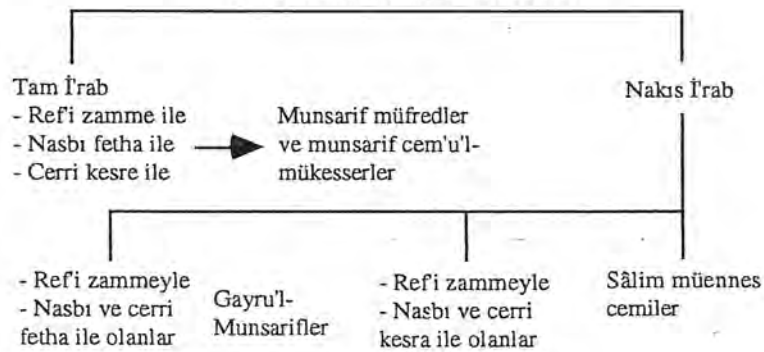 Tam İ'rab
- Ref'i zamme ile
- Nasbı fetha ile
- Cerri kesre ile
Munsarif müfredler
ve munsarif cem'u'l-
mükesserler
Nakıs İ'rab
- Ref'i zammeyle
- Nasbı ve cerri
fetha ile olanlar
Gayru'l-
Munsarifler
- Ref'i zammeyle
- Nasbı ve cerri
kesra ile olanlar
Sâlim müennes
cemiler